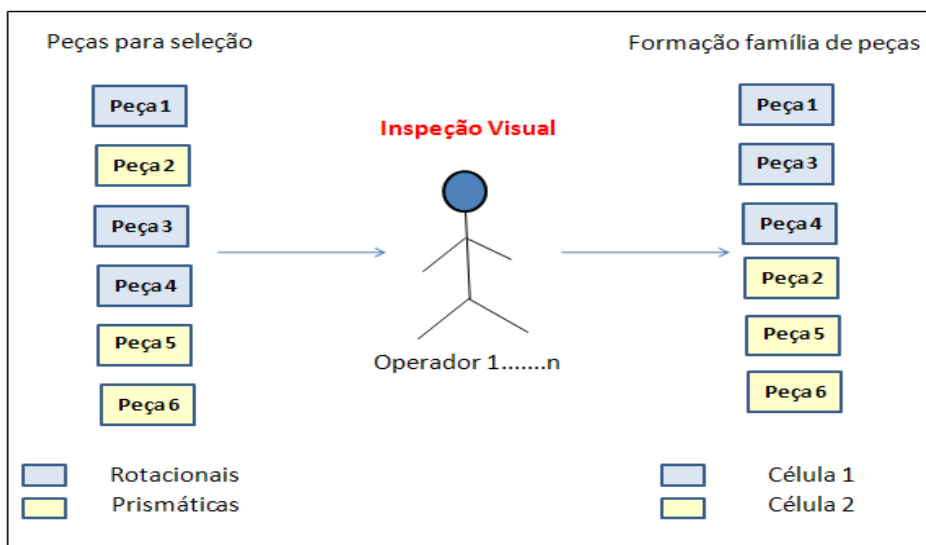 Peças para seleção
Peça 1
Peça 2
Peça 3
Peça 4
Peça 5
Peça 6
Rotacionais
Prismáticas
Inspeção Visual
Operador 1.......n
Formação família de peças
Peça 1
Peça 3
Peça 4
Peça 2
Peça 5
Peça 6
Célula 1
Célula 2